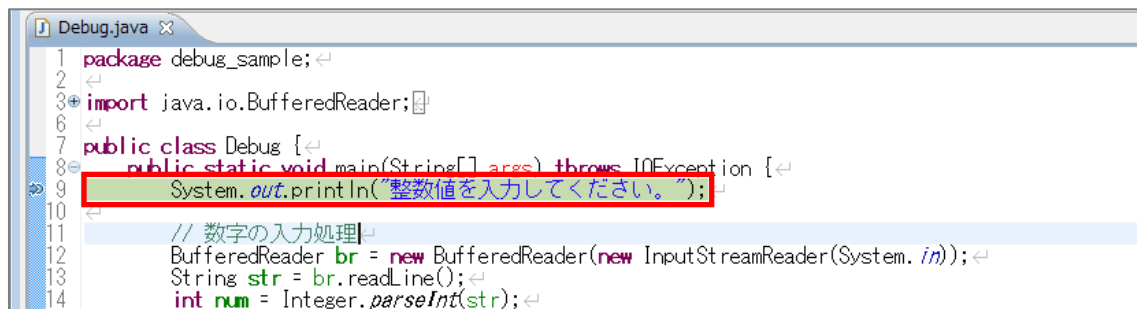 Debug.java
1 package debug_sample;
2
3 import java.io.BufferedReader;
6
7 public class Debug {
8 public static void main(String[] args) throws IOException {
9 System.out.println("整数値を入力してください。");
10
11 // 数字の入力処理
12 BufferedReader br = new BufferedReader(new InputStreamReader(System.in));
13 String str = br.readLine();
14 int num = Integer.parseInt(str);